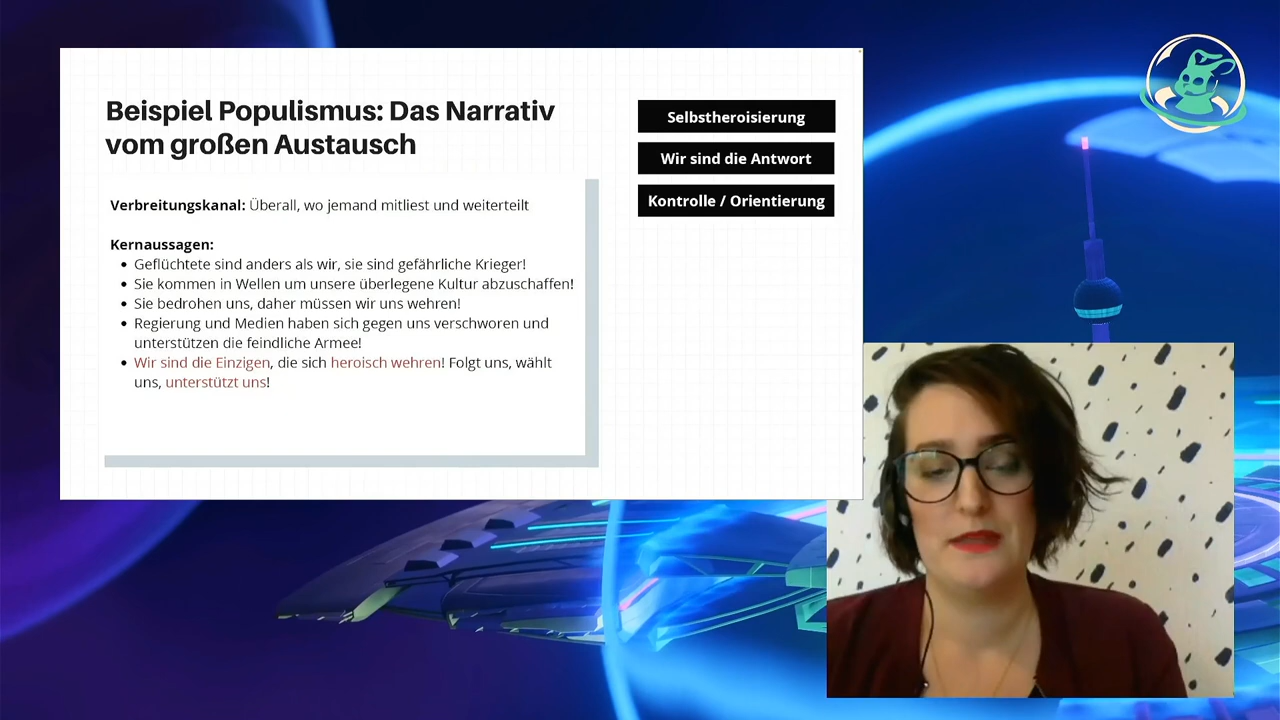 Beispiel Populismus: Das Narrativ
vom großen Austausch
Verbreitungskanal: Überall, wo jemand mitliest und weiterteilt
Kernaussagen:
Geflüchtete sind anders als wir, sie sind gefährliche Krieger!
Sie kommen in Wellen um unsere überlegene Kultur abzuschaffen!
Sie bedrohen uns, daher müssen wir uns wehren!
Regierung und Medien haben sich gegen uns verschworen und
unterstützen die feindliche Armee!
Wir sind die Einzigen, die sich heroisch wehren! Folgt uns, wählt
uns, unterstützt uns!
Selbstheroisierung
Wir sind die Antwort
Kontrolle / Orientierung